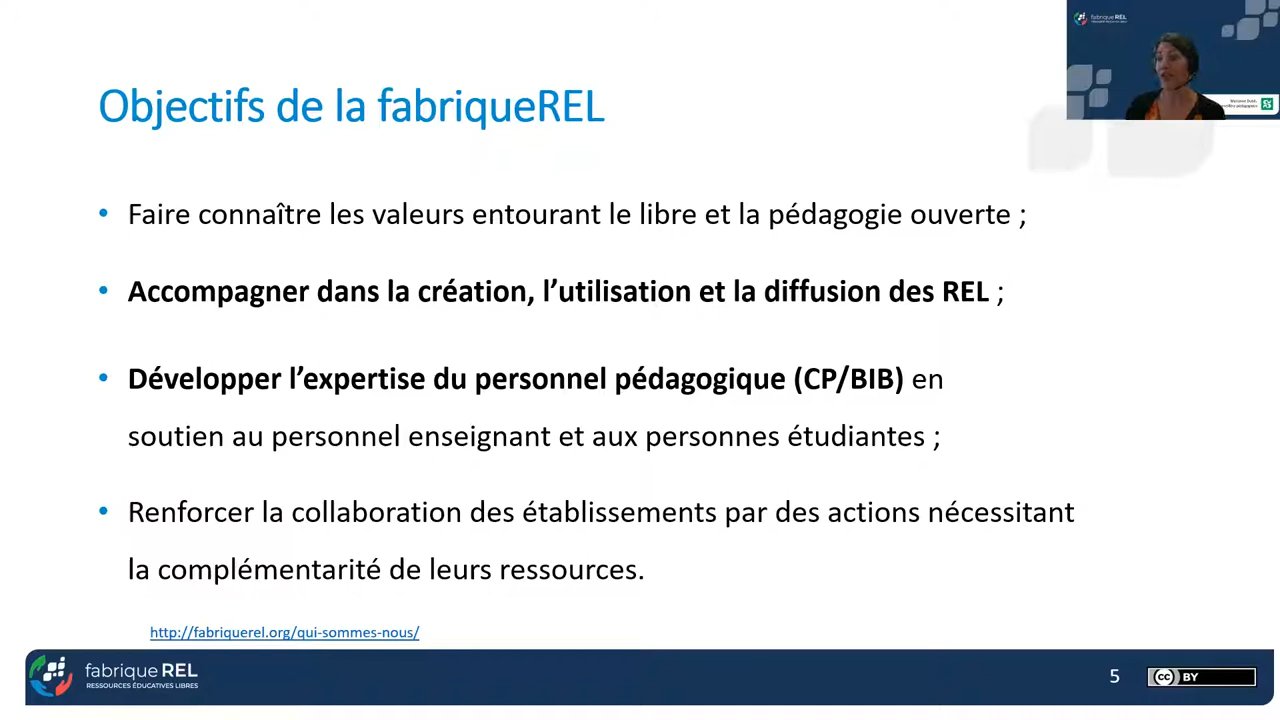 fabrique REL
Objectifs de la fabriqueREL
• Faire connaître les valeurs entourant le libre et la pédagogie ouverte ;
• Accompagner dans la création, l’utilisation et la diffusion des REL ;
• Développer l’expertise du personnel pédagogique (CP/BIB) en
soutien au personnel enseignant et aux personnes étudiantes ;
• Renforcer la collaboration des établissements par des actions nécessitant
la complémentarité de leurs ressources.
http://fabriquerel.org/qui-sommes-nous/
fabrique REL
RESSOURCES ÉDUCATIVES LIBRES
5
cc BY